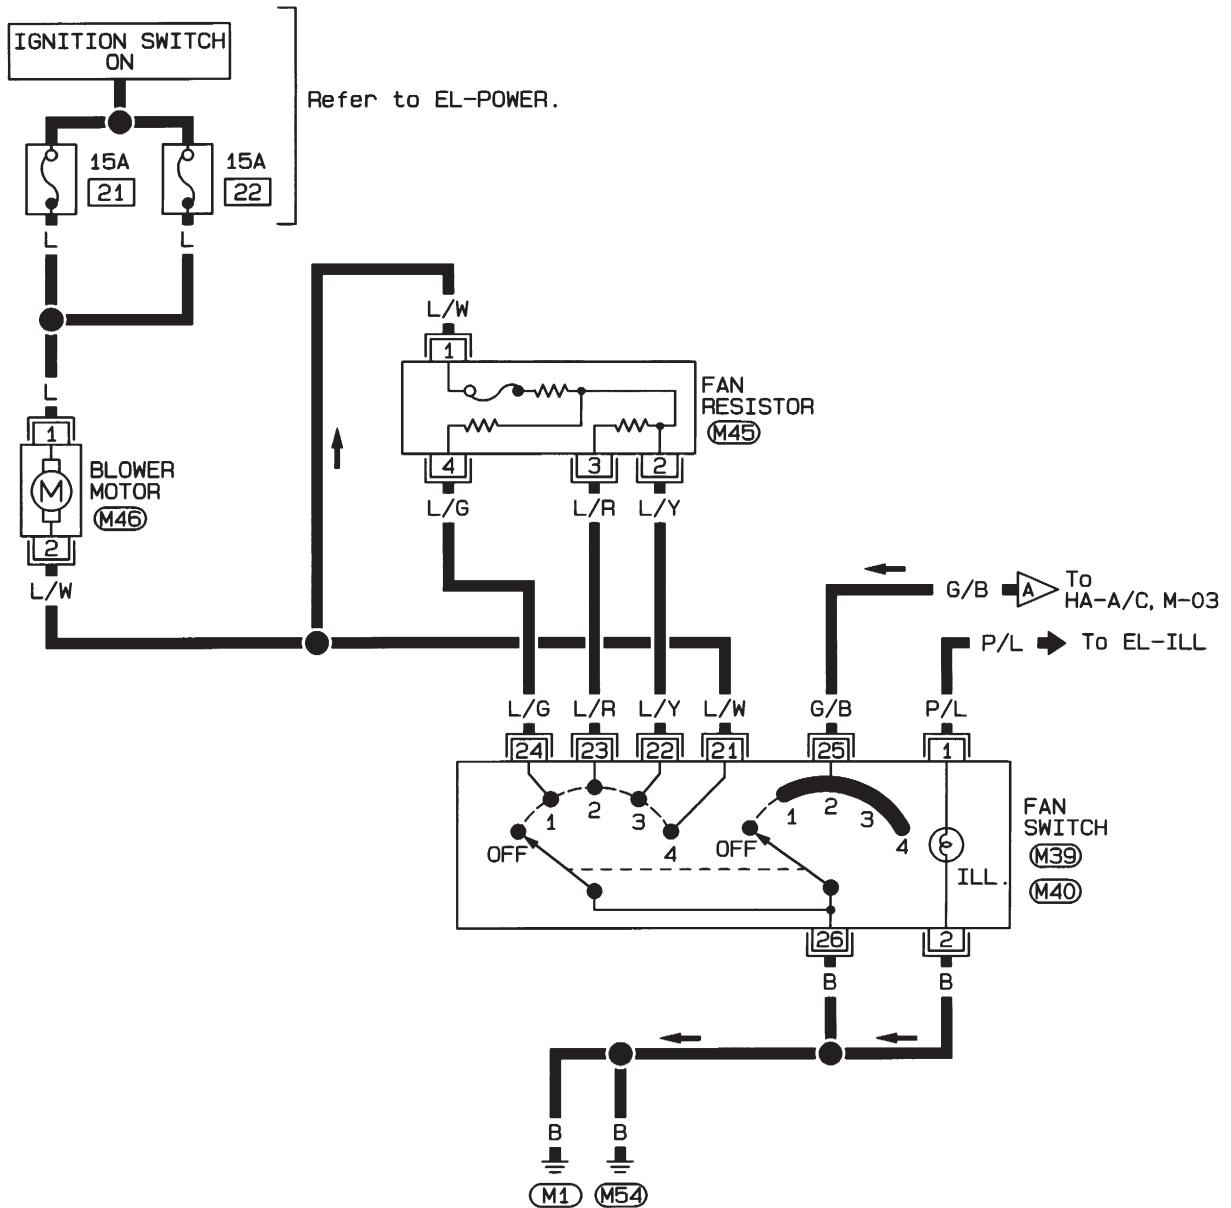 IGNITION SWITCH
ON
Refer to EL-POWER.
15A
21
15A
22
L
L
L/W
1
FAN
RESISTOR
M45
L
1
BLOWER
MOTOR
M46
M
2
L/W
4
3
2
L/G
L/R
L/Y
G/B
A
To
HA-A/C, M-03
P/L
To EL-ILL
L/G
L/R
L/Y
L/W
G/B
P/L
24
23
22
21
25
1
OFF
1
2
3
4
OFF
1
2
3
4
ILL.
FAN
SWITCH
M39
M40
26
2
B
B
B
B
M1
M54